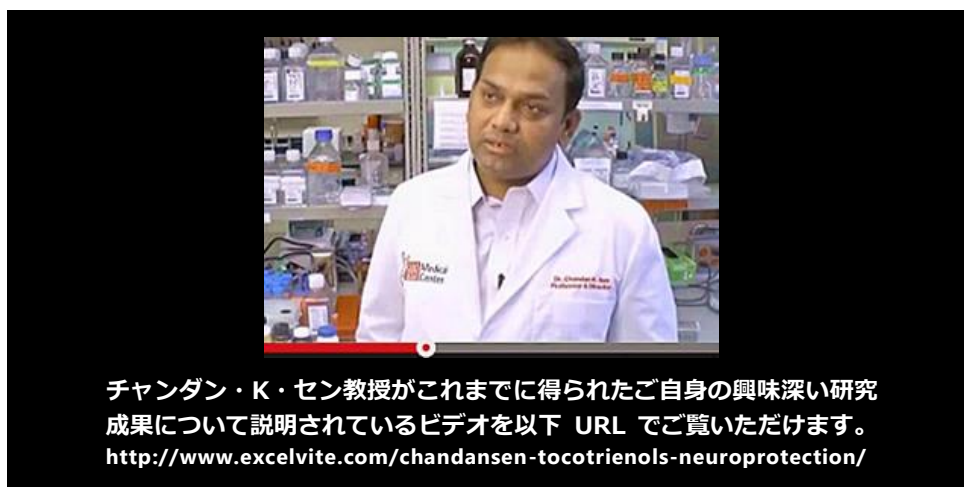 Medical
Center
Dr. Chandan K. Sen
Professor & Director
チャンダン・K・セン教授がこれまでに得られたご自身の興味深い研究
成果について説明されているビデオを以下 URL でご覧いただけます。
http://www.excelvite.com/chandansen-tocotrienols-neuroprotection/